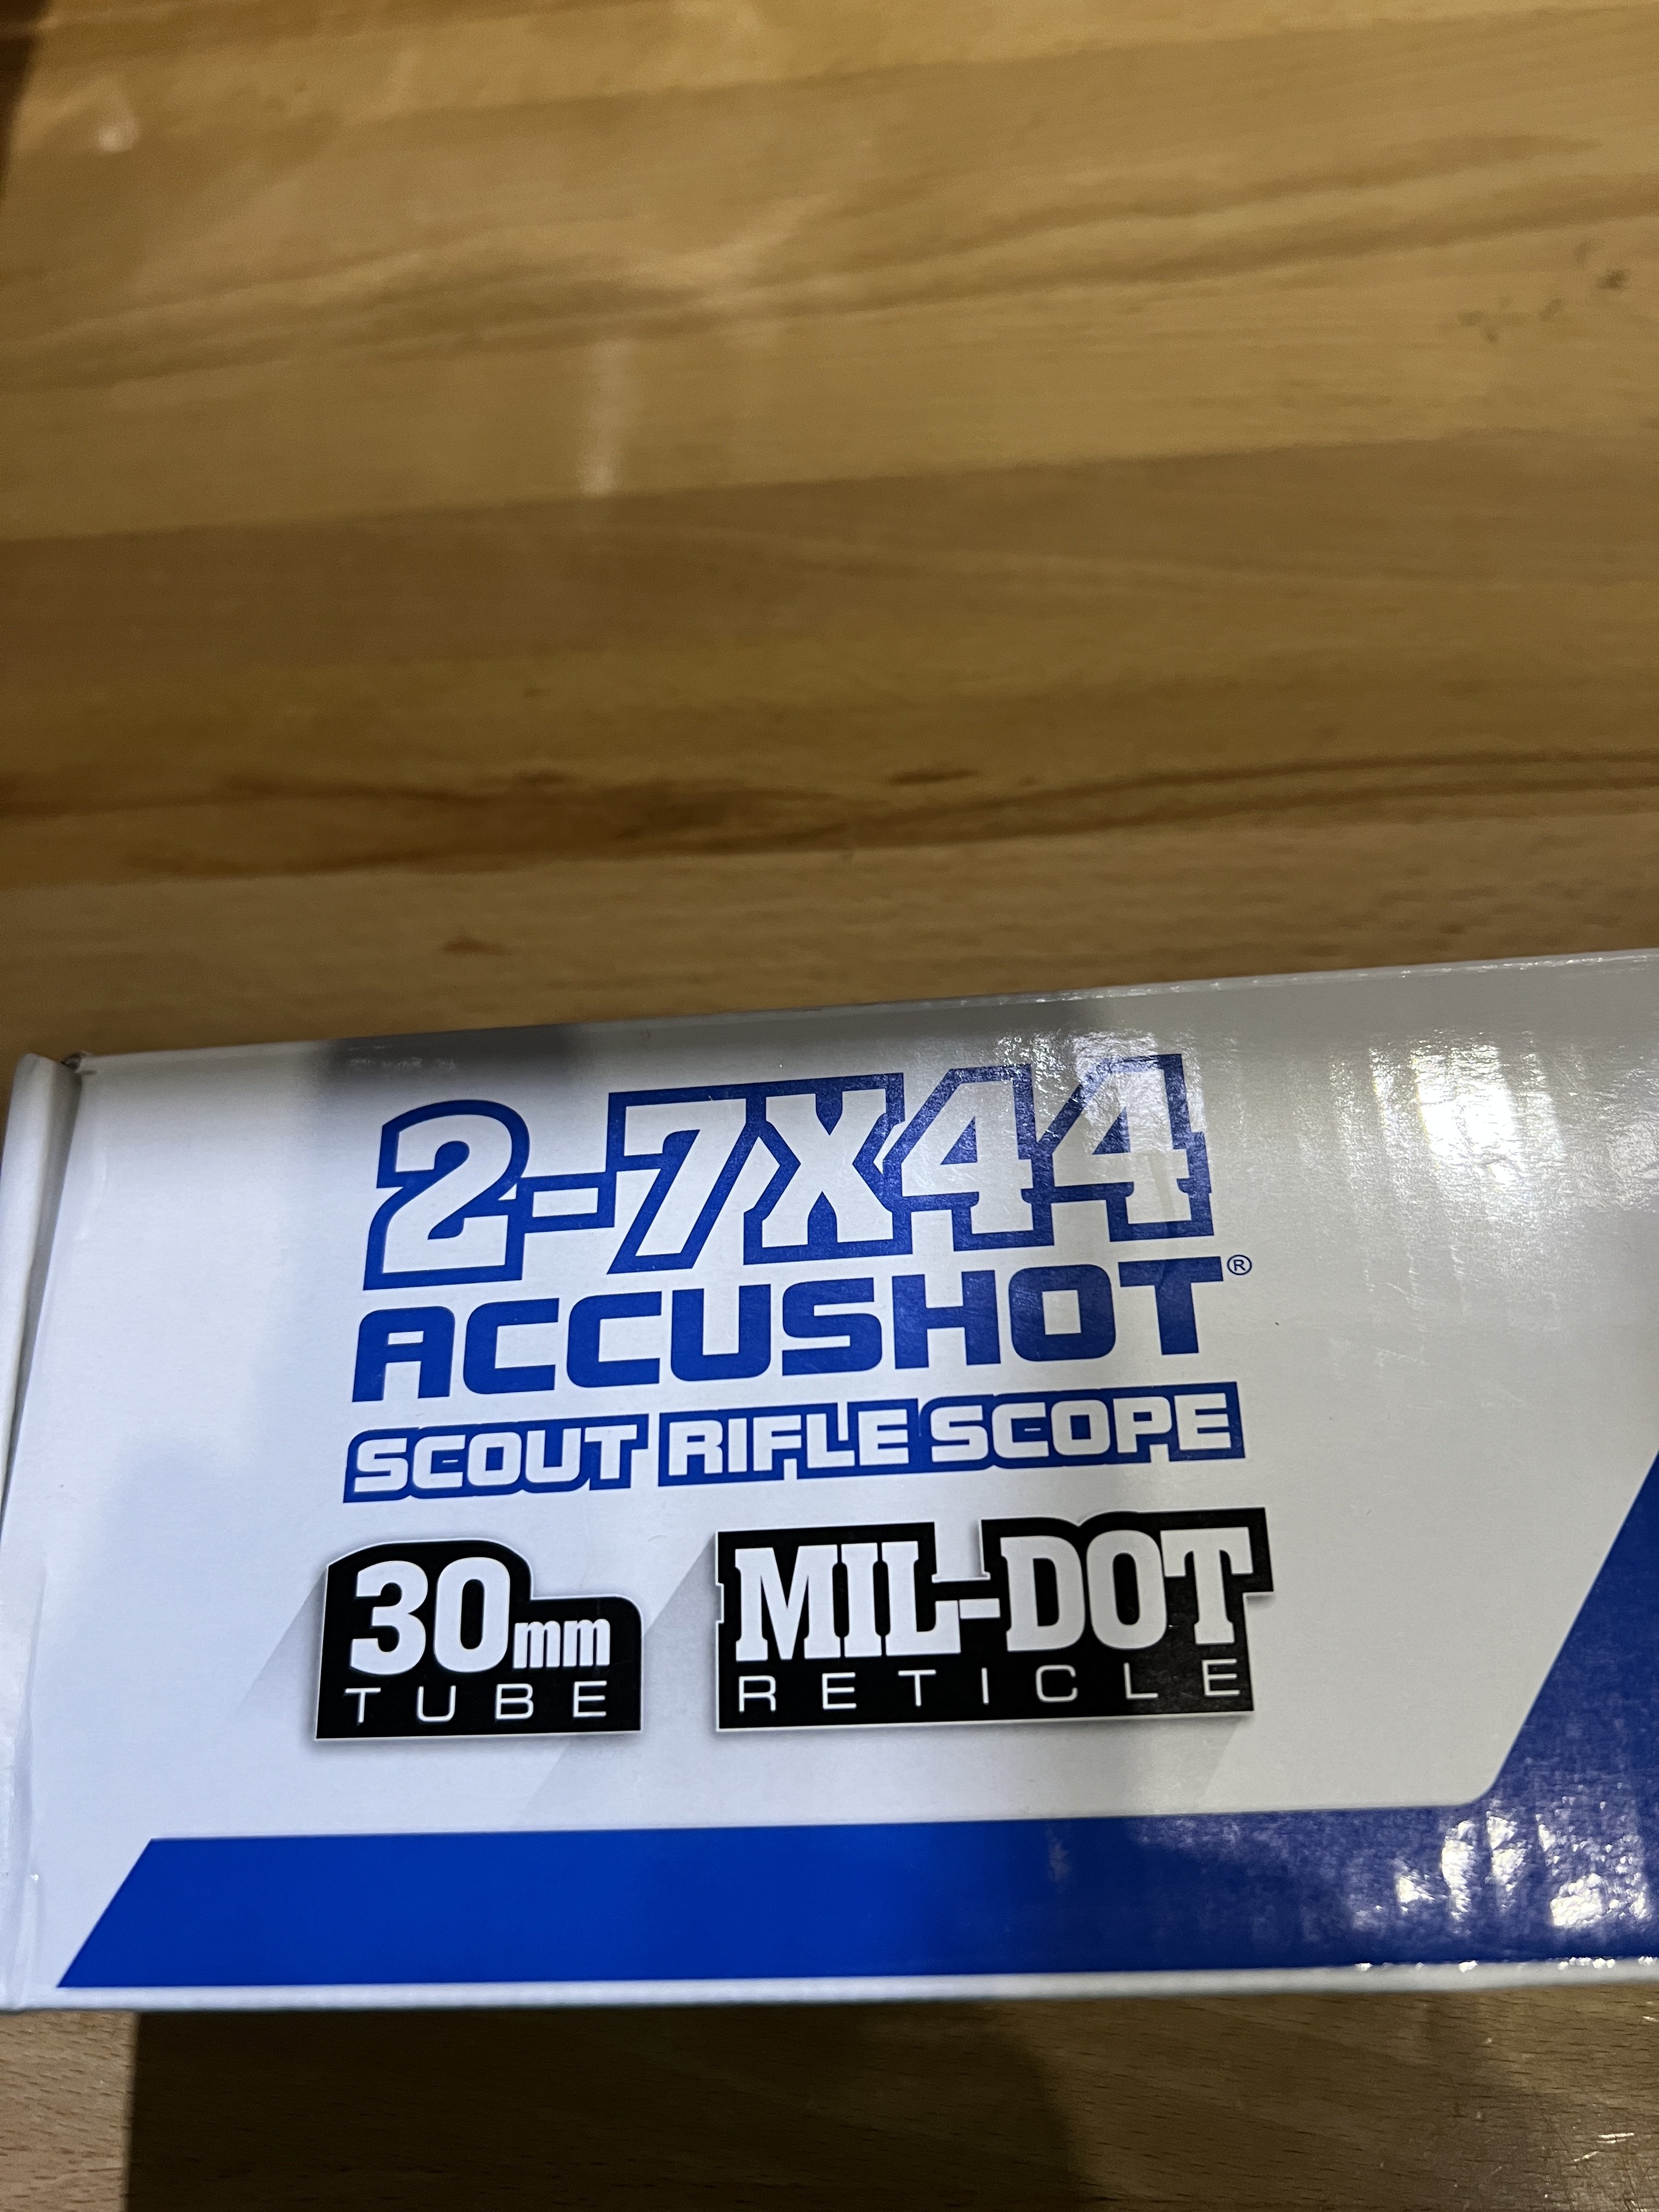 2-7X44
ACCUSHOT®
SCOUT RIFLE SCOPE
30mm
TUBE
MIL-DOT
RETICLE